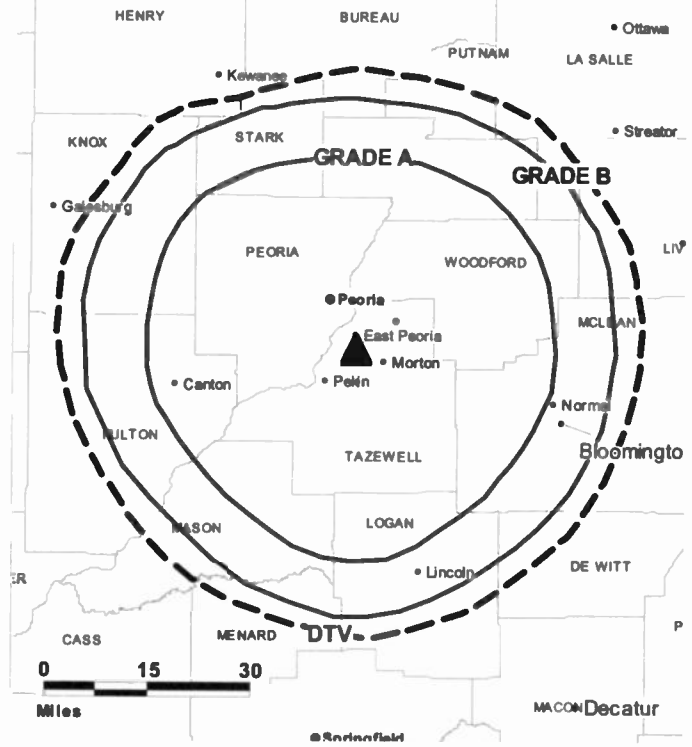 HENRY
BUREAU
Ottawa
PUTNAM
LA SALLE
Kewanee
Streator
KNOX
STARK
GRADE A
GRADE B
Galesburg
PEORIA
WOODFORD
LIV
Peoria
MCLEAN
East Peoria
Morton
Canton
Pekin
Normal
FULTON
Bloomingto
TAZEWELL
MASON
LOGAN
Lincoln
DE WITT
ER
CASS
MENARD
DTV
P
0 15 30
Miles
MACON Decatur
Springfield